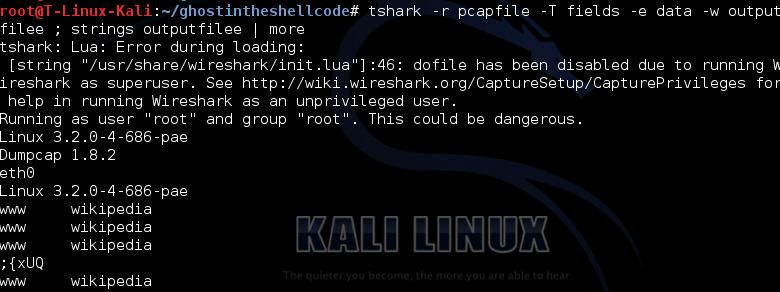 root@T-Linux-Kali:~/ghostintheshellcode# tshark -r pcapfile -T fields -e data -w output
filee ; strings outputfilee | more
tshark: Lua: Error during loading:
 [string "/usr/share/wireshark/init.lua"]:46: dofile has been disabled due to running W
ireshark as superuser. See http://wiki.wireshark.org/CaptureSetup/CapturePrivileges for
 help in running Wireshark as an unprivileged user.
Running as user "root" and group "root". This could be dangerous.
Linux 3.2.0-4-686-pae
Dumpcap 1.8.2
eth0
Linux 3.2.0-4-686-pae
www     wikipedia
www     wikipedia
www     wikipedia
;{xUQ
www     wikipedia
KALI LINUX
The quieter you become, the more you are able to hear.